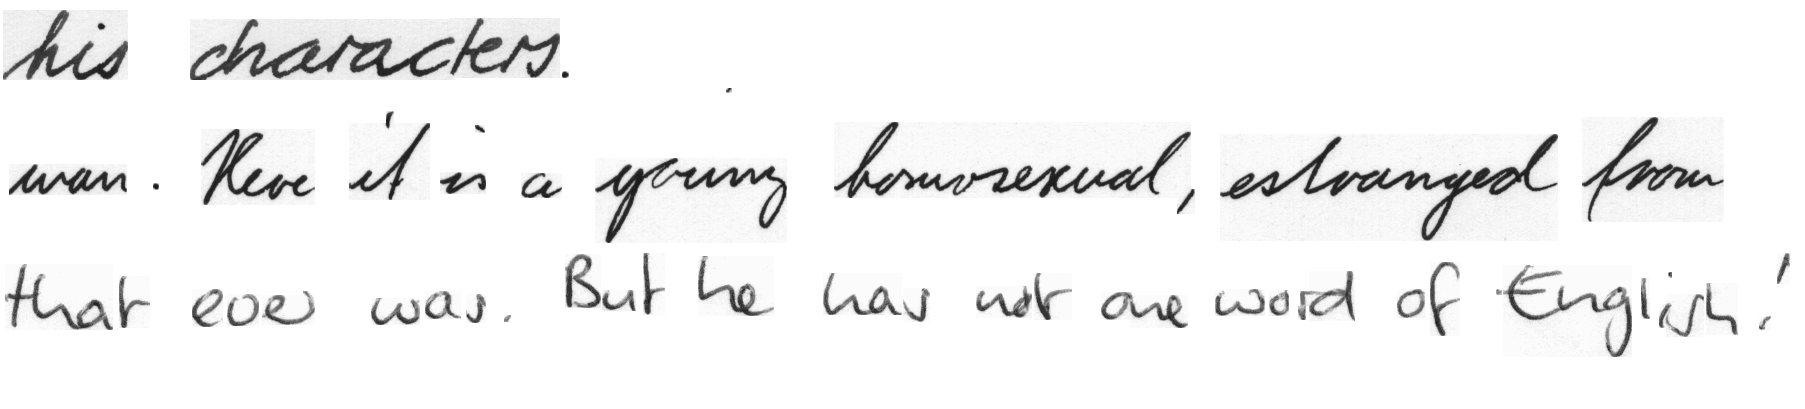 his characters.
man. Here it is a young homosexual, estranged from
that ever was. But he has not one word of English!